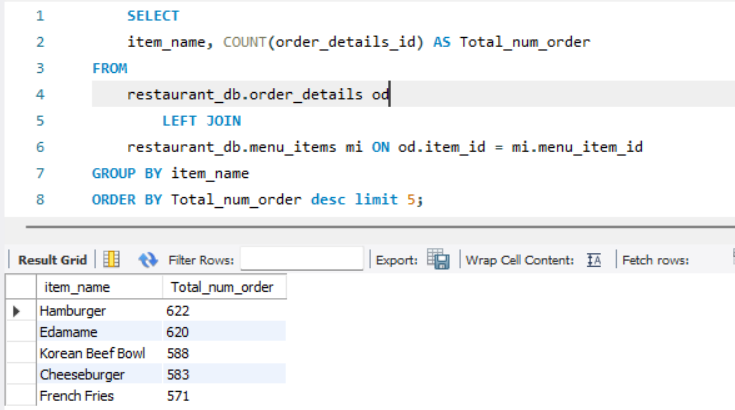 1 SELECT
2 item_name, COUNT(order_details_id) AS Total_num_order
3 FROM
4 restaurant_db.order_details od
5 LEFT JOIN
6 restaurant_db.menu_items mi ON od.item_id = mi.menu_item_id
7 GROUP BY item_name
8 ORDER BY Total_num_order desc limit 5;
Result Grid Filter Rows: Export: Wrap Cell Content: IA Fetch rows:
item_name Total_num_order
Hamburger 622
Edamame 620
Korean Beef Bowl 588
Cheeseburger 583
French Fries 571